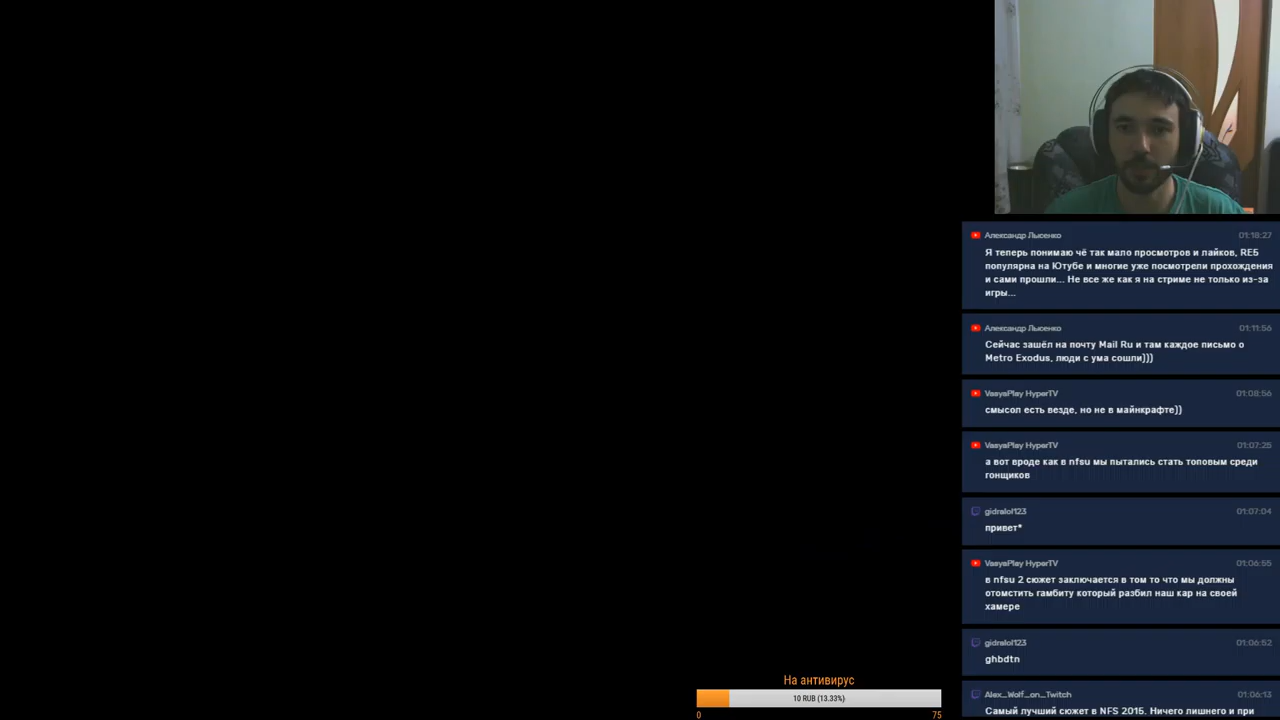 Александр Лысенко 01:18:27
Я теперь понимаю чё так мало просмотров и лайков, RE5
популярна на Ютубе и многие уже посмотрели прохождения
и сами прошли... Не все же как я на стриме не только из-за
игры...
Александр Лысенко 01:11:56
Сейчас зашёл на почту Mail Ru и там каждое письмо о
Metro Exodus, люди с ума сошли)))
VasyaPlay HyperTV 01:08:56
смысол есть везде, но не в майнкрафте))
VasyaPlay HyperTV 01:07:25
а вот вроде как в nfsu мы пытались стать топовым среди
гонщиков
gidralol123 01:07:04
привет*
VasyaPlay HyperTV 01:06:55
в nfsu 2 сюжет заключается в том то что мы должны
отомстить гамбиту который разбил наш кар на своей
хамере
gidralol123 01:06:52
ghbdtn
Alex_Wolf_on_Twitch 01:06:13
Самый лучший сюжет в NFS 2015. Ничего лишнего и при
На антивирус
10 RUB (13.33%)
0 75